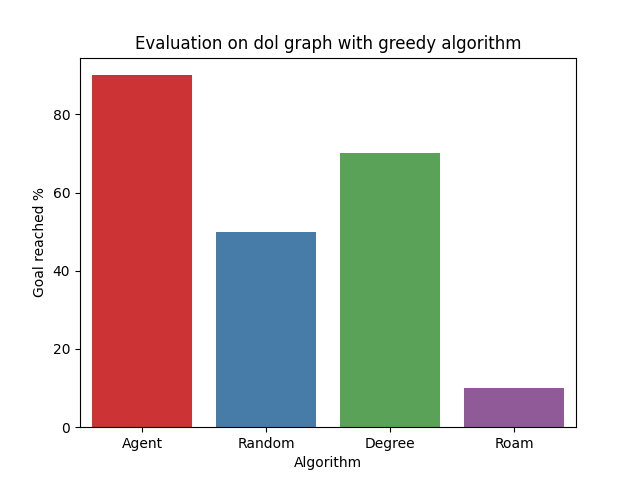 Evaluation on dol graph with greedy algorithm
80
60
40
20
0
Goal reached %
Agent Random Degree Roam
Algorithm